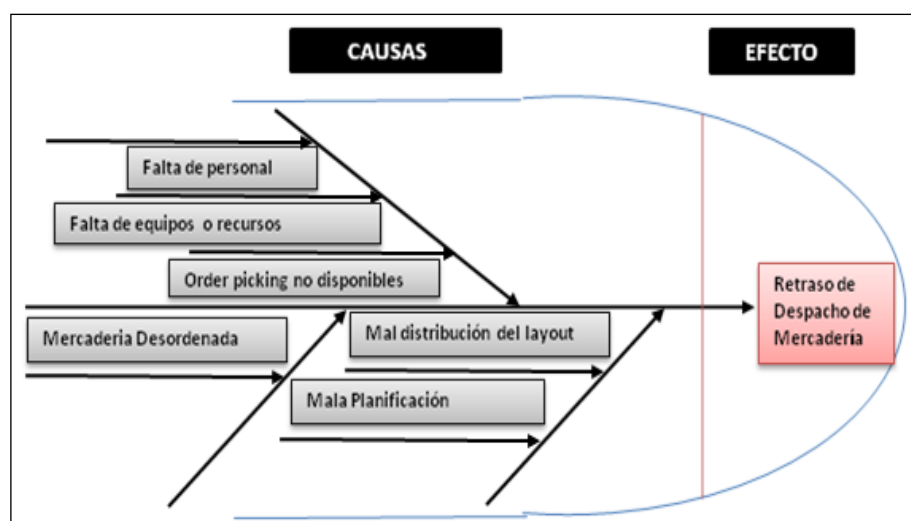 CAUSAS
EFECTO
Falta de personal
Falta de equipos o recursos
Order picking no disponibles
Mercaderia Desordenada
Mal distribución del layout
Mala Planificación
Retraso de
Despacho de
Mercadería